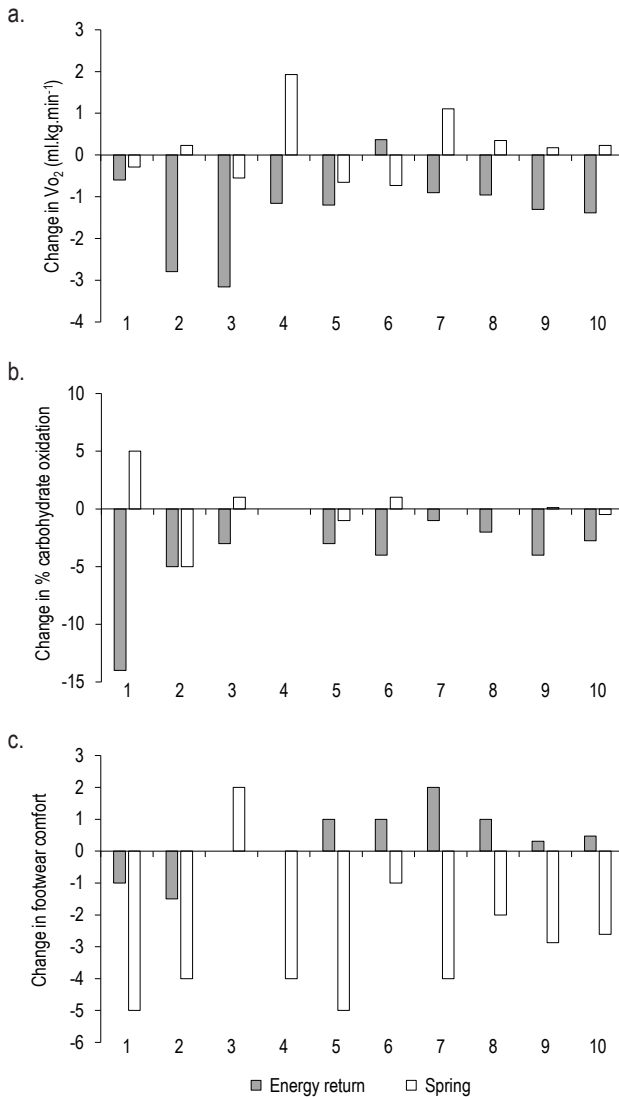 a.
3
2
1
0
-1
-2
-3
-4
Change in Vo₂ (ml.kg.min⁻¹)
1 2 3 4 5 6 7 8 9 10
b.
10
5
0
-5
-10
-15
Change in % carbohydrate oxidation
1 2 3 4 5 6 7 8 9 10
c.
3
2
1
0
-1
-2
-3
-4
-5
-6
Change in footwear comfort
1 2 3 4 5 6 7 8 9 10
Energy return Spring